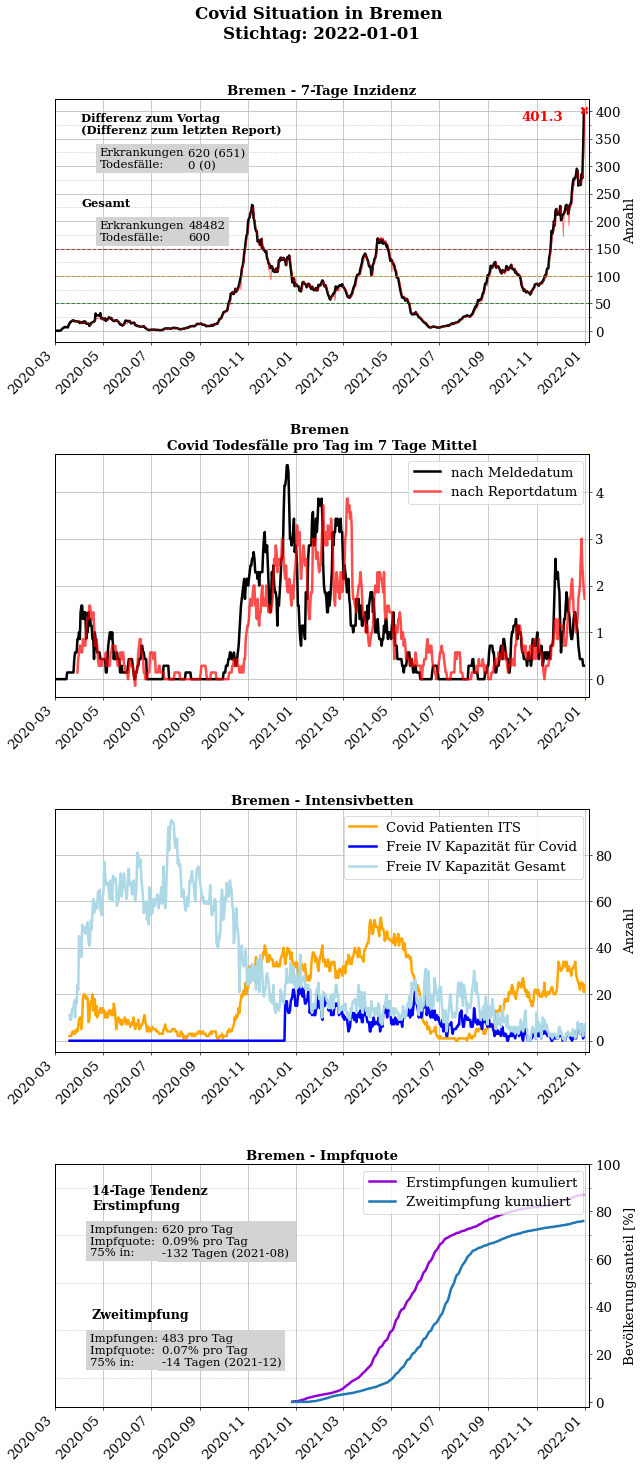 Covid Situation in Bremen
Stichtag: 2022-01-01
Bremen - 7-Tage Inzidenz
Differenz zum Vortag
(Differenz zum letzten Report)
Erkrankungen 620 (651)
Todesfälle: 0 (0)
Gesamt
Erkrankungen 48482
Todesfälle: 600
401.3
400
350
300
250
200
150
100
50
0
Anzahl
2020-03
2020-05
2020-07
2020-09
2020-11
2021-01
2021-03
2021-05
2021-07
2021-09
2021-11
2022-01
Bremen
Covid Todesfälle pro Tag im 7 Tage Mittel
nach Meldedatum
nach Reportdatum
4
3
2
1
0
2020-03
2020-05
2020-07
2020-09
2020-11
2021-01
2021-03
2021-05
2021-07
2021-09
2021-11
2022-01
Bremen - Intensivbetten
Covid Patienten ITS
Freie IV Kapazität für Covid
Freie IV Kapazität Gesamt
80
60
40
20
0
Anzahl
2020-03
2020-05
2020-07
2020-09
2020-11
2021-01
2021-03
2021-05
2021-07
2021-09
2021-11
2022-01
Bremen - Impfquote
14-Tage Tendenz
Erstimpfung
Impfungen: 620 pro Tag
Impfquote: 0.09% pro Tag
75% in: -132 Tagen (2021-08)
Zweitimpfung
Impfungen: 483 pro Tag
Impfquote: 0.07% pro Tag
75% in: -14 Tagen (2021-12)
Erstimpfungen kumuliert
Zweitimpfung kumuliert
100
80
60
40
20
0
Bevölkerungsanteil [%]
2020-03
2020-05
2020-07
2020-09
2020-11
2021-01
2021-03
2021-05
2021-07
2021-09
2021-11
2022-01